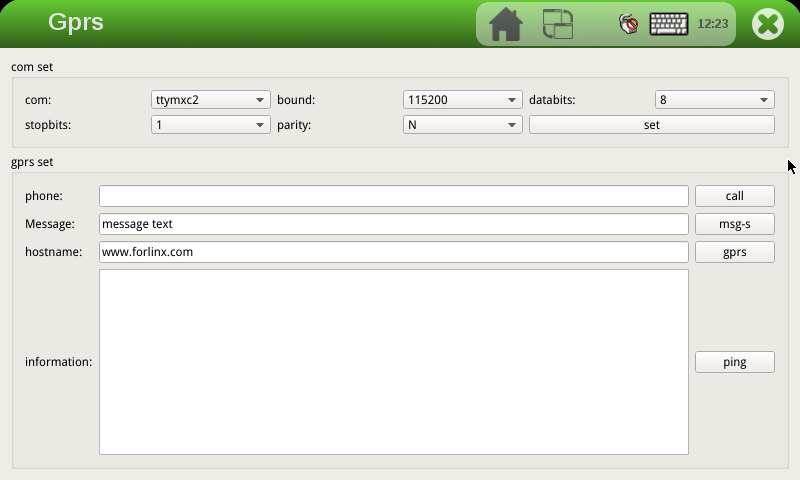 Gprs 12:23
com set
com: ttymxc2 bound: 115200 databits: 8
stopbits: 1 parity: N set
gprs set
phone: call
Message: message text msg-s
hostname: www.forlinx.com gprs
information: ping